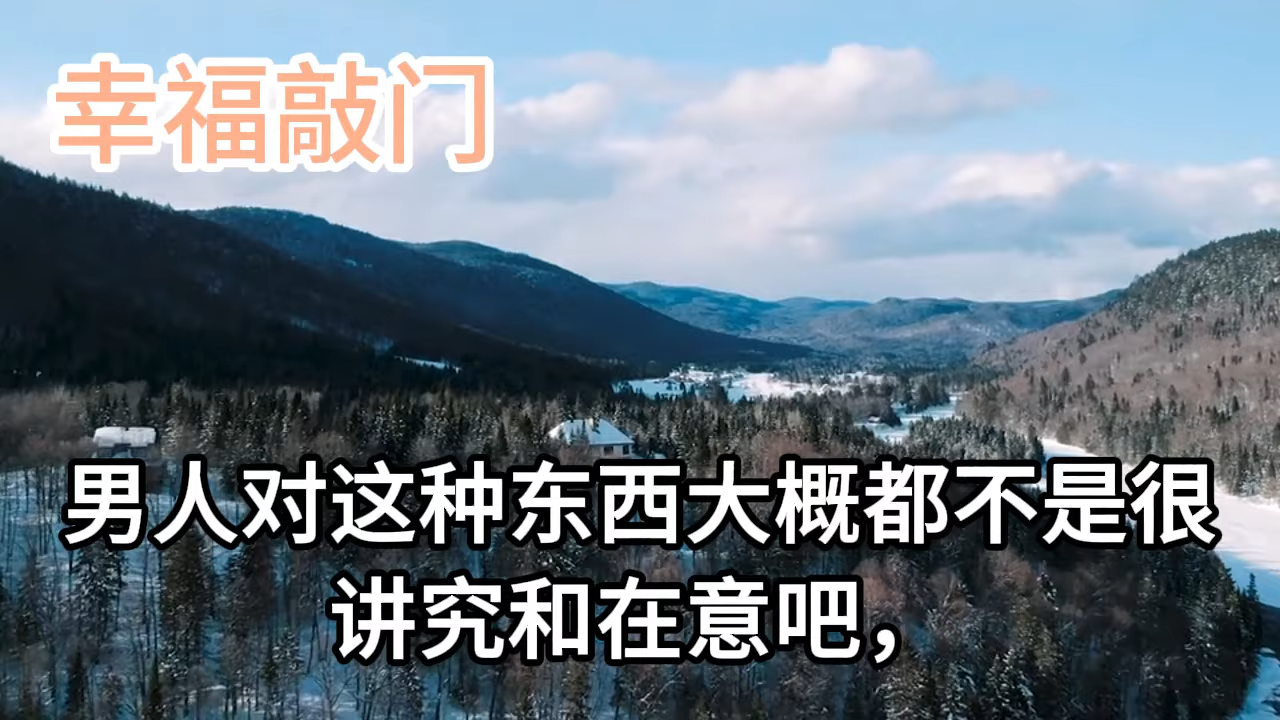 幸福敲门
男人对这种东西大概都不是很
讲究和在意吧，